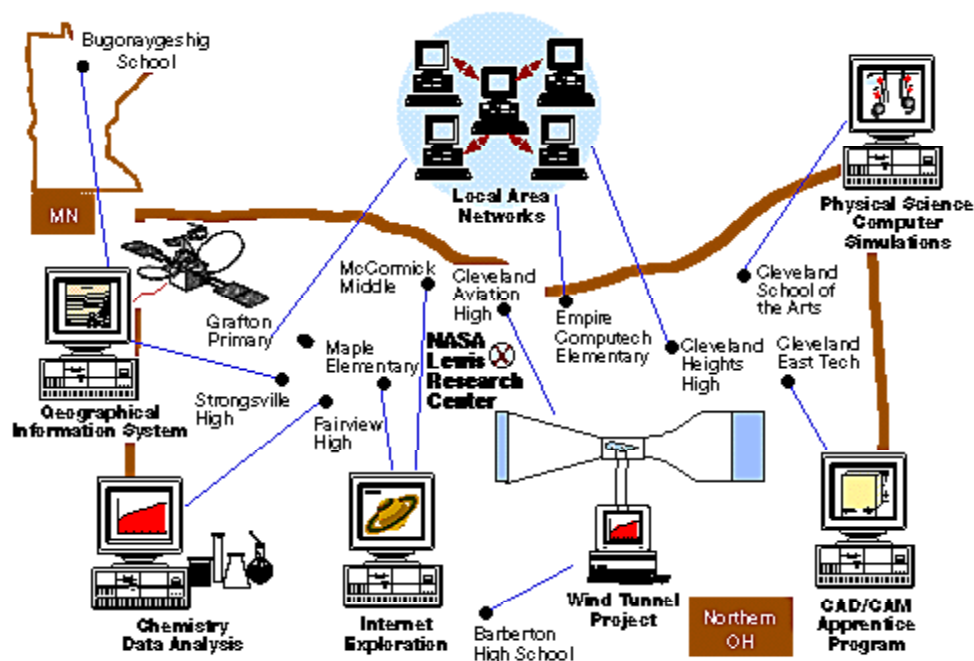 Bugonaygeshig
School
MN
Local Area
Networks
Physical Science
Computer
Simulations
McCormick
Middle
Cleveland
Aviation
High
Cleveland
School of
the Arts
Grafton
Primary
Empire
Computech
Elementary
NASA
Lewis
Research
Center
Maple
Elementary
Cleveland
Heights
High
Cleveland
East Tech
Geographical
Information System
Strongsville
High
Fairview
High
Chemistry
Data Analysis
Internet
Exploration
Wind Tunnel
Project
Barberton
High School
Northern
OH
CAD/CAM
Apprentice
Program